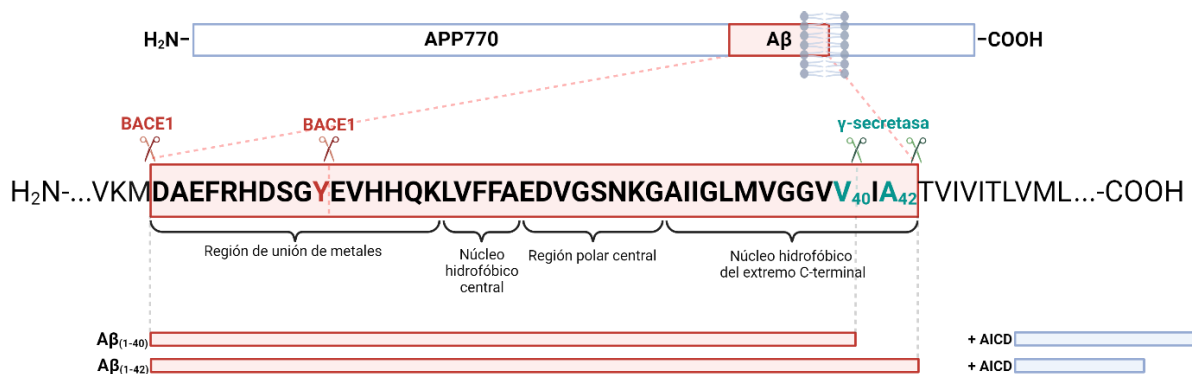 H₂N- APP770 Aβ -COOH
BACE1 BACE1 γ-secretasa
H₂N-...VKMDAEFRHDSGYEVHHQKLVFFAEDVGSNKGAIIGLMVGGVV₄₀IA₄₂TVIVITLVML...-COOH
Región de unión de metales
Núcleo
hidrofóbico
central
Región polar central
Núcleo hidrofóbico
del extremo C-terminal
Aβ₍₁₋₄₀₎ + AICD
Aβ₍₁₋₄₂₎ + AICD